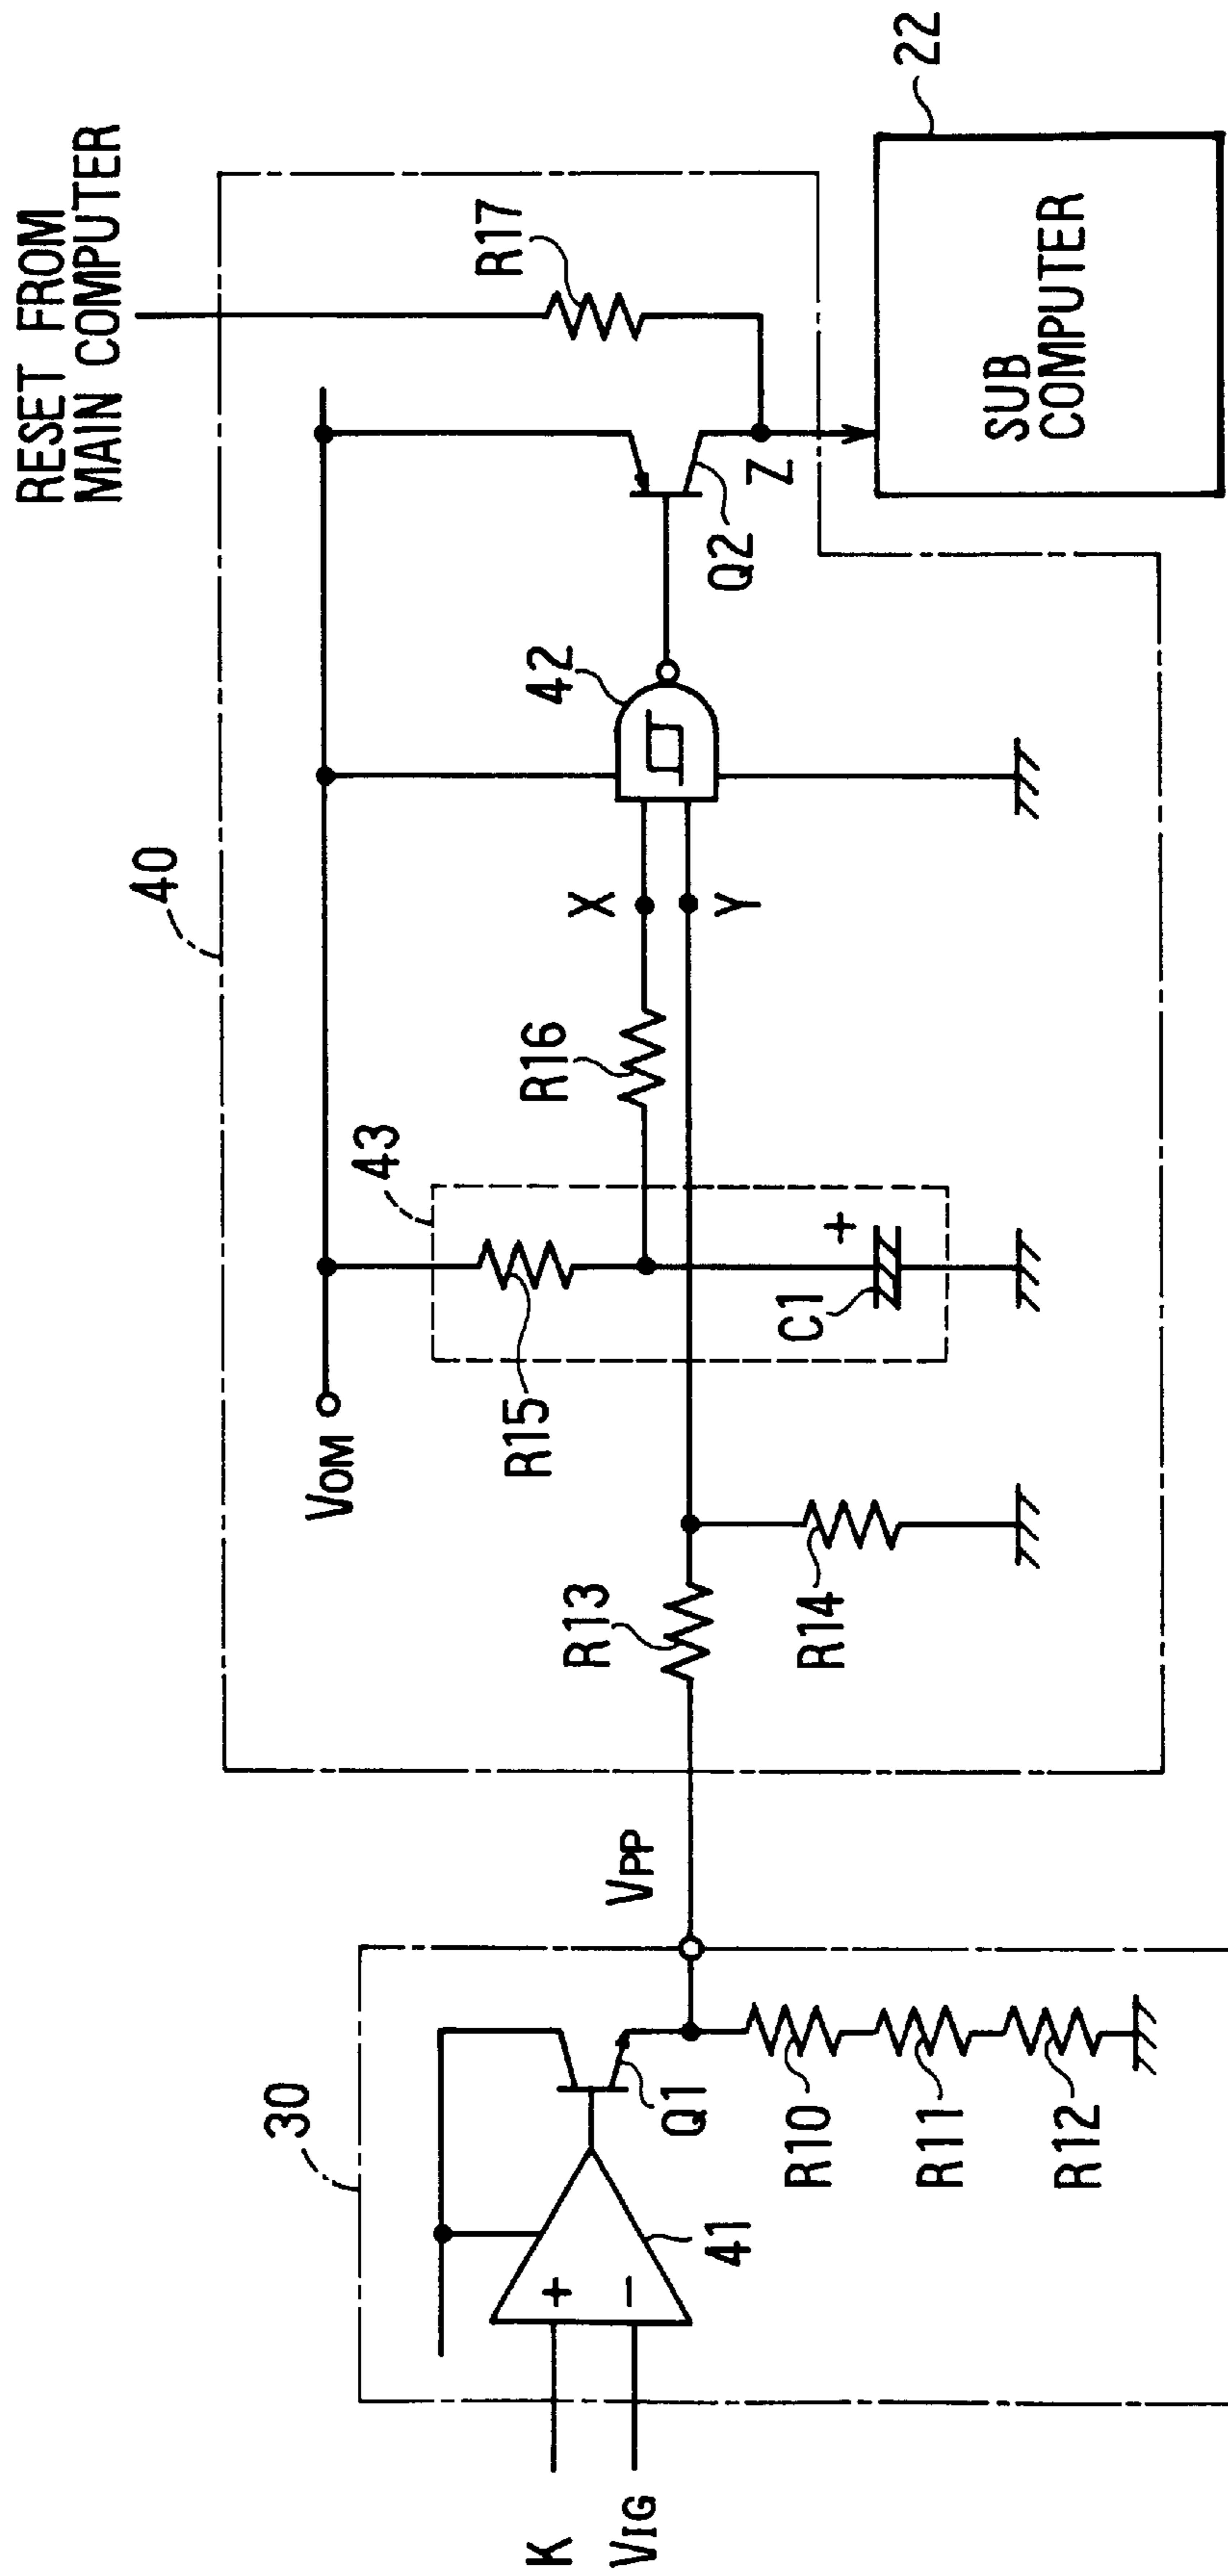 RESET FROM
MAIN COMPUTER
40
30
VOM
43
R17
R15
R16
42
X
Y
Q2
Z
22
SUB
COMPUTER
K
VIG
+
−
41
Q1
VPP
R13
R14
C1
+
R10
R11
R12